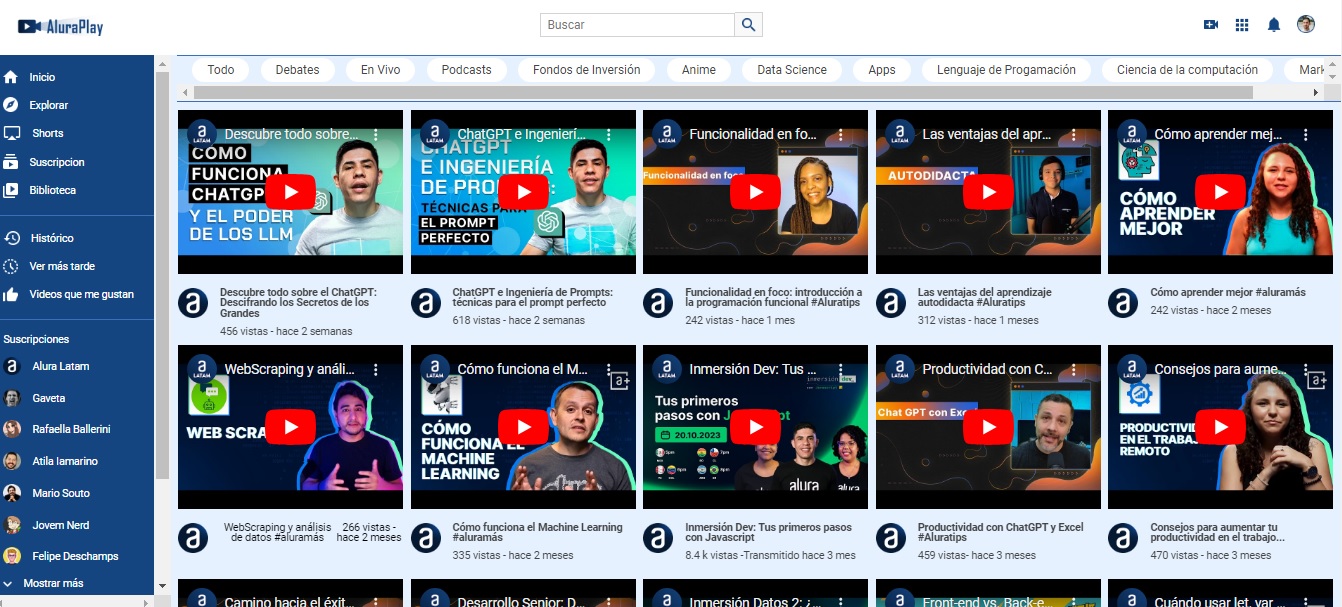 AluraPlay
Buscar
Inicio
Explorar
Shorts
Suscripcion
Biblioteca
Histórico
Ver más tarde
Videos que me gustan
Suscripciones
Alura Latam
Gaveta
Rafaella Ballerini
Atila Iamarino
Mario Souto
Jovem Nerd
Felipe Deschamps
Mostrar más
Todo
Debates
En Vivo
Podcasts
Fondos de Inversión
Anime
Data Science
Apps
Lenguaje de Progamación
Ciencia de la computación
Mark
a
LATAM
Descubre todo sobre...
CÓMO
FUNCIONA
CHATGP
Y EL PODER
DE LOS LLM
a
LATAM
ChatGPT e Ingenierí...
CHATGPT
E INGENIERÍA
DE PRO
TÉCNICAS PARA
EL PROMPT
PERFECTO
a
LATAM
Funcionalidad en fo...
Funcionalidad en foco
a
LATAM
Las ventajas del apr...
AUTODIDACTA
a
LATAM
Cómo aprender mej...
CÓMO
APRENDER
MEJOR
a
Descubre todo sobre el ChatGPT:
Descifrando los Secretos de los
Grandes
456 vistas - hace 2 semanas
a
ChatGPT e Ingeniería de Prompts:
técnicas para el prompt perfecto
618 vistas - hace 2 semanas
a
Funcionalidad en foco: introducción a
la programación funcional #Aluratips
242 vistas - hace 1 mes
a
Las ventajas del aprendizaje
autodidacta #Aluratips
312 vistas - hace 1 meses
a
Cómo aprender mejor #aluramás
242 vistas - hace 2 meses
a
LATAM
WebScraping y análi...
WEB SCRA
a
LATAM
Cómo funciona el M...
a+
CÓMO
FUNCIONA E
MACHINE
LEARNING
a
LATAM
Inmersión Dev: Tus ...
inmersión dev_
Tus primeros
pasos con Javascript
20.10.2023
alura
a
LATAM
Productividad con C...
Chat GPT con Exc
a
LATAM
Consejos para aume...
a+
PRODUCTIVID
EN EL TRABAJ
REMOTO
a
WebScraping y análisis
de datos #aluramás
266 vistas -
hace 2 meses
a
Cómo funciona el Machine Learning
#aluramás
335 vistas - hace 2 meses
a
Inmersión Dev: Tus primeros pasos
con Javascript
8.4 k vistas -Transmitido hace 3 mes
a
Productividad con ChatGPT y Excel
#Aluratips
459 vistas- hace 3 meses
a
Consejos para aumentar tu
productividad en el trabajo...
470 vistas - hace 3 meses
a
Camino hacia el éxit...
a
Desarrollo Senior: D...
a
Inmersión Datos 2: ¿...
a
Front-end vs. Back-e...
a
Cuándo usar let, var ...